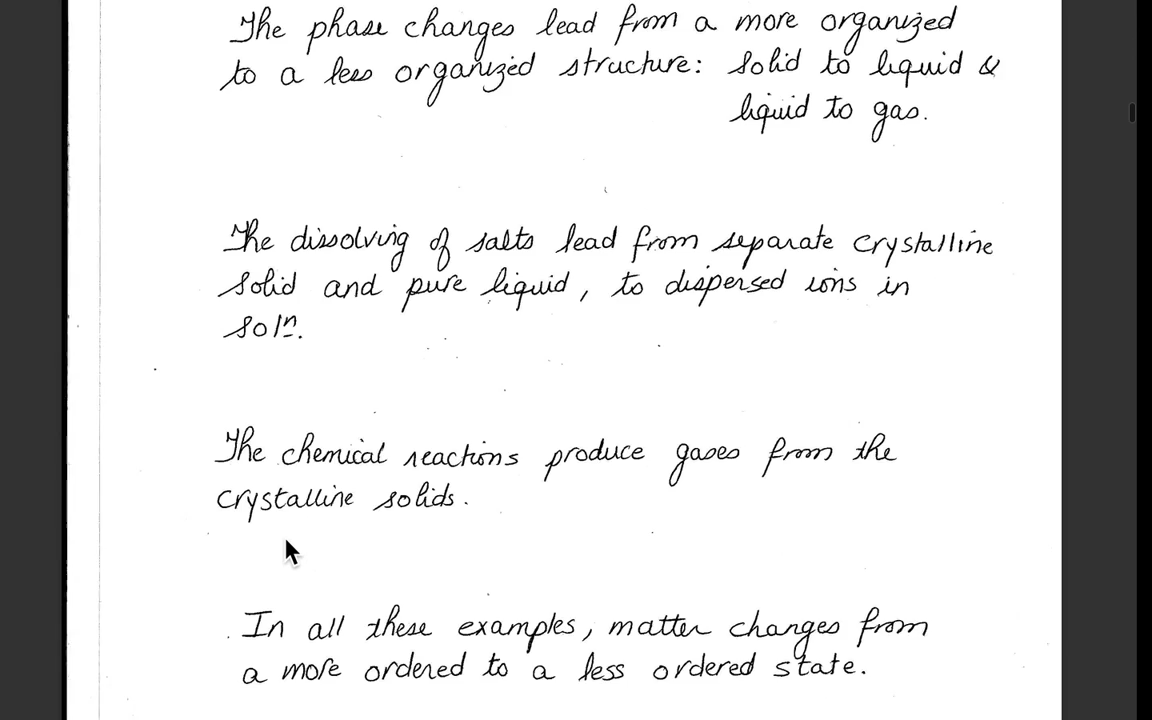 The phase changes lead from a more organized
to a less organized structure: solid to liquid &
liquid to gas.
The dissolving of salts lead from separate crystalline
solid and pure liquid, to dispersed ions in
solⁿ.
The chemical reactions produce gases from the
crystalline solids.
In all these examples, matter changes from
a more ordered to a less ordered state.